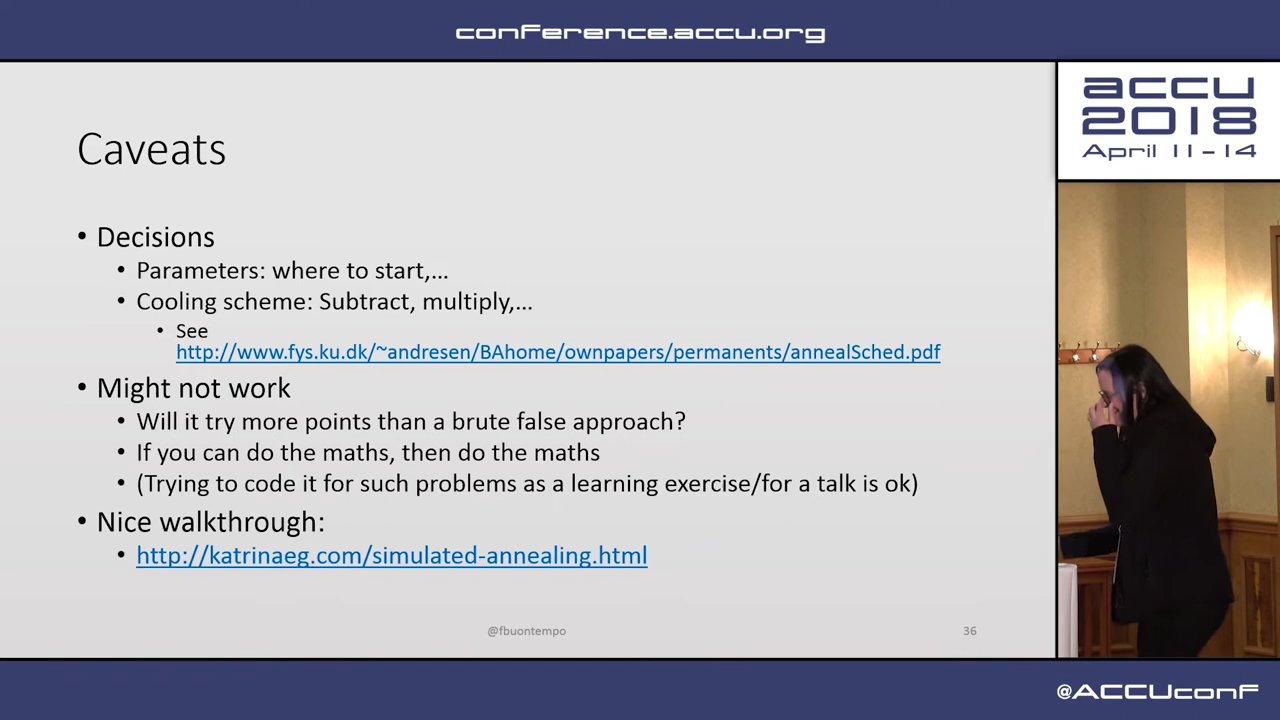 conference.accu.org
accu
2018
April 11-14
Caveats
• Decisions
• Parameters: where to start,...
• Cooling scheme: Subtract, multiply,...
• See
http://www.fys.ku.dk/~andresen/BAhome/ownpapers/permanents/annealSched.pdf
• Might not work
• Will it try more points than a brute false approach?
• If you can do the maths, then do the maths
• (Trying to code it for such problems as a learning exercise/for a talk is ok)
• Nice walkthrough:
• http://katrinaeg.com/simulated-annealing.html
@fbuontempo
36
@ACCUconf